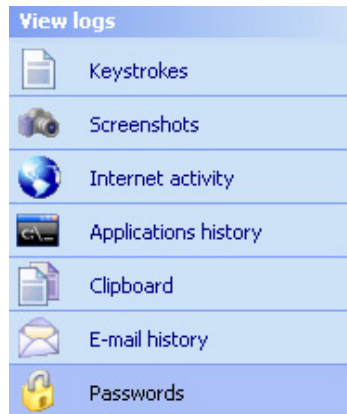 View logs
Keystrokes
Screenshots
Internet activity
C:\_
Applications history
Clipboard
E-mail history
Passwords